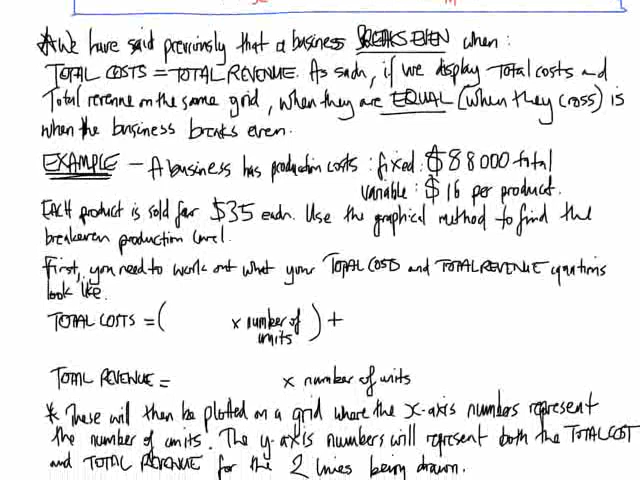 * We have said previously that a business BREAKS EVEN when:
TOTAL COSTS = TOTAL REVENUE. As such, if we display Total costs and
Total revenue on the same grid, when they are EQUAL (when they cross) is
when the business breaks even.
EXAMPLE – A business has production costs: fixed: $88000 total
variable: $16 per product.
EACH product is sold for $35 each. Use the graphical method to find the
breakeven production level.
First, you need to work out what your TOTAL COSTS and TOTAL REVENUE equations
look like.
TOTAL COSTS = ( x number of units ) +
TOTAL REVENUE = x number of units
* These will then be plotted on a grid where the x-axis numbers represent
the number of units. The y-axis numbers will represent both the TOTAL COST
and TOTAL REVENUE for the 2 lines being drawn.